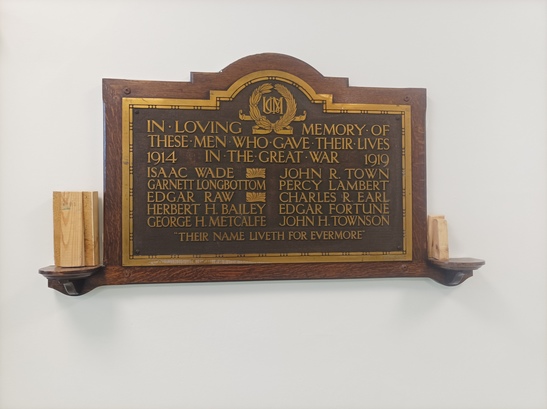 UCM
IN · LOVING MEMORY · OF
THESE · MEN · WHO · GAVE · THEIR · LIVES
1914 IN · THE · GREAT · WAR 1919
ISAAC WADE JOHN R. TOWN
GARNETT LONGBOTTOM PERCY LAMBERT
EDGAR RAW CHARLES R. EARL
HERBERT H. BAILEY EDGAR FORTUNE
GEORGE H. METCALFE JOHN H. TOWNSON
"THEIR NAME LIVETH FOR EVERMORE"